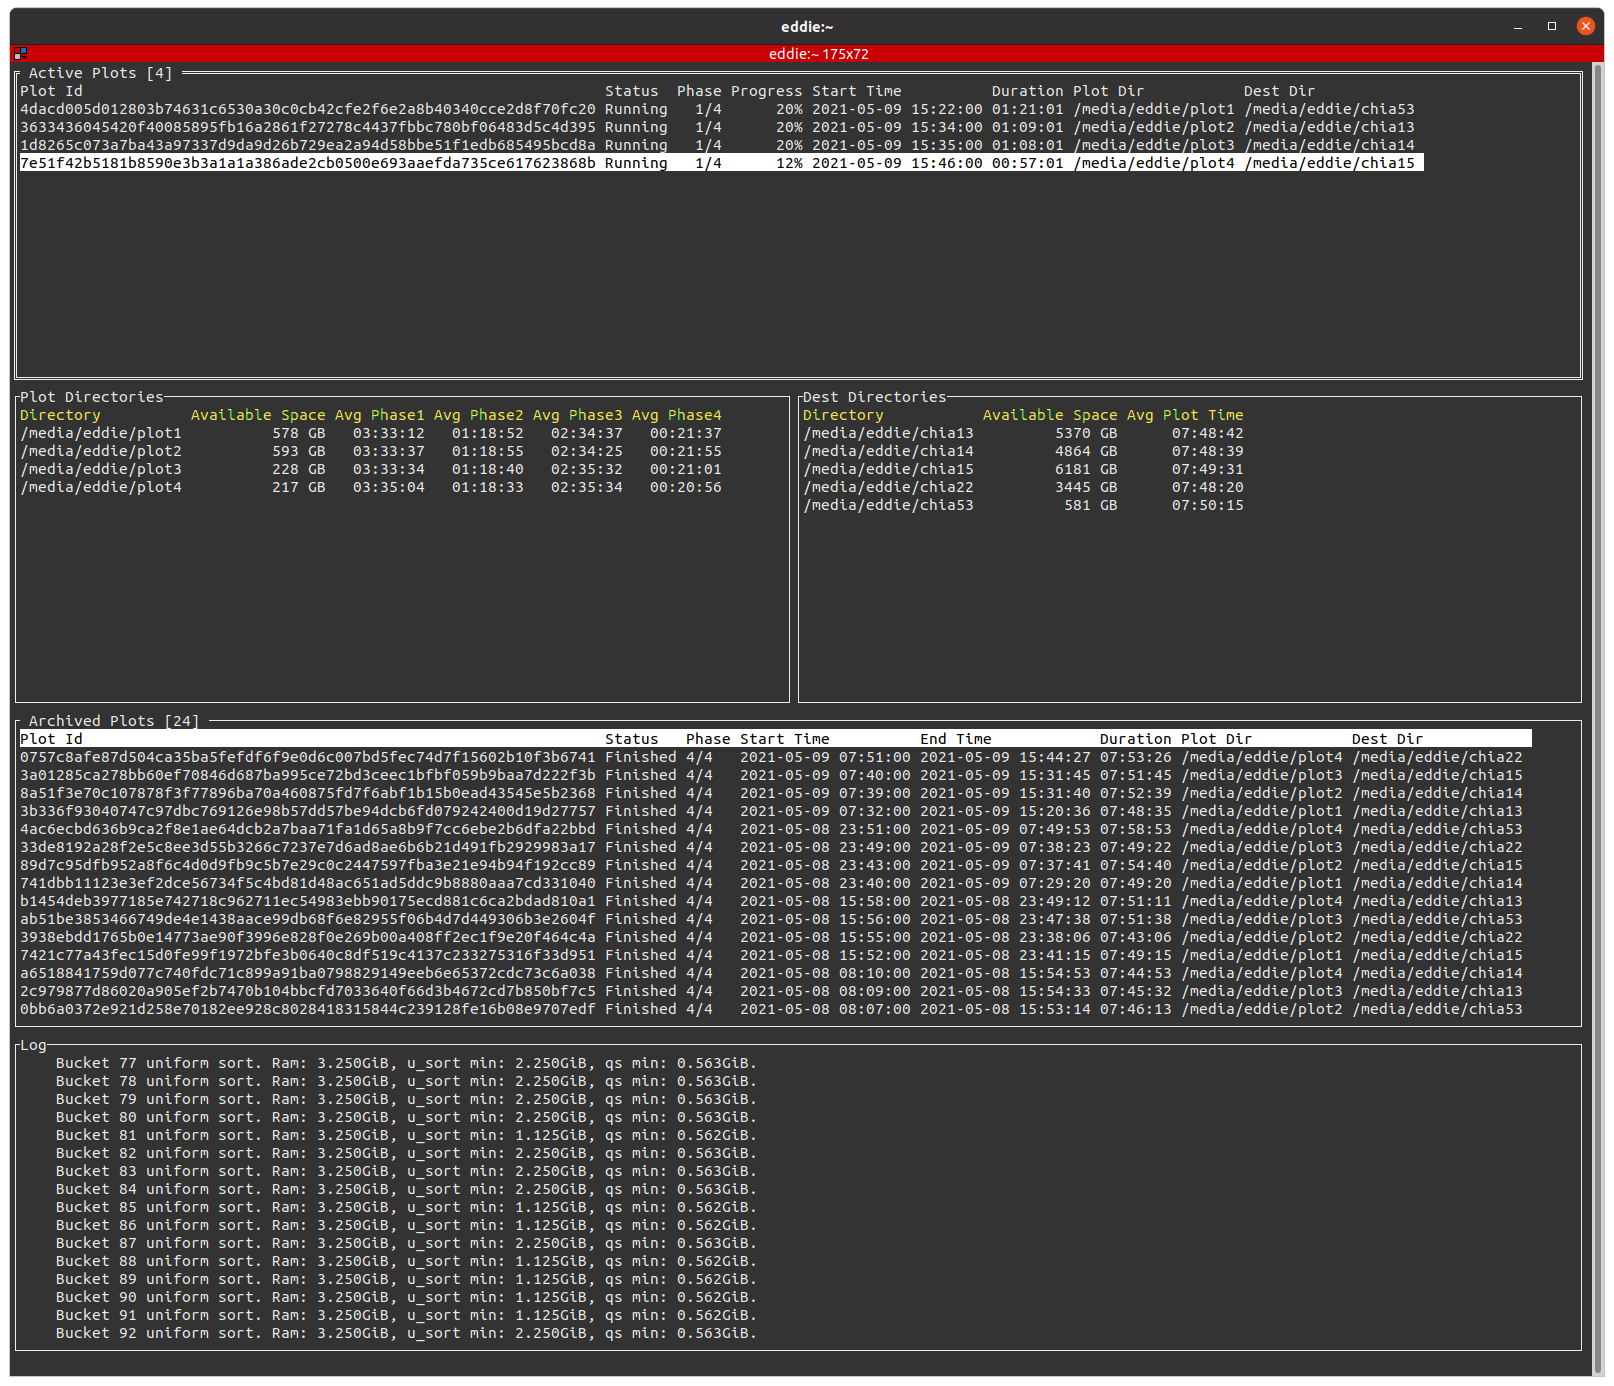 eddie:~
eddie:~ 175x72
Active Plots [4]
Plot Id Status Phase Progress Start Time Duration Plot Dir Dest Dir
4dacd005d012803b74631c6530a30c0cb42cfe2f6e2a8b40340cce2d8f70fc20 Running 1/4 20% 2021-05-09 15:22:00 01:21:01 /media/eddie/plot1 /media/eddie/chia53
3633436045420f40085895fb16a2861f27278c4437fbbc780bf06483d5c4d395 Running 1/4 20% 2021-05-09 15:34:00 01:09:01 /media/eddie/plot2 /media/eddie/chia13
1d8265c073a7ba43a97337d9da9d26b729ea2a94d58bbe51f1edb685495bcd8a Running 1/4 20% 2021-05-09 15:35:00 01:08:01 /media/eddie/plot3 /media/eddie/chia14
7e51f42b5181b8590e3b3a1a1a386ade2cb0500e693aaefda735ce617623868b Running 1/4 12% 2021-05-09 15:46:00 00:57:01 /media/eddie/plot4 /media/eddie/chia15
Plot Directories
Directory Available Space Avg Phase1 Avg Phase2 Avg Phase3 Avg Phase4
/media/eddie/plot1 578 GB 03:33:12 01:18:52 02:34:37 00:21:37
/media/eddie/plot2 593 GB 03:33:37 01:18:55 02:34:25 00:21:55
/media/eddie/plot3 228 GB 03:33:34 01:18:40 02:35:32 00:21:01
/media/eddie/plot4 217 GB 03:35:04 01:18:33 02:35:34 00:20:56
Dest Directories
Directory Available Space Avg Plot Time
/media/eddie/chia13 5370 GB 07:48:42
/media/eddie/chia14 4864 GB 07:48:39
/media/eddie/chia15 6181 GB 07:49:31
/media/eddie/chia22 3445 GB 07:48:20
/media/eddie/chia53 581 GB 07:50:15
Archived Plots [24]
Plot Id Status Phase Start Time End Time Duration Plot Dir Dest Dir
0757c8afe87d504ca35ba5fefdf6f9e0d6c007bd5fec74d7f15602b10f3b6741 Finished 4/4 2021-05-09 07:51:00 2021-05-09 15:44:27 07:53:26 /media/eddie/plot4 /media/eddie/chia22
3a01285ca278bb60ef70846d687ba995ce72bd3ceec1bfbf059b9baa7d222f3b Finished 4/4 2021-05-09 07:40:00 2021-05-09 15:31:45 07:51:45 /media/eddie/plot3 /media/eddie/chia15
8a51f3e70c107878f3f77896ba70a460875fd7f6abf1b15b0ead43545e5b2368 Finished 4/4 2021-05-09 07:39:00 2021-05-09 15:31:40 07:52:39 /media/eddie/plot2 /media/eddie/chia14
3b336f93040747c97dbc769126e98b57dd57be94dcb6fd079242400d19d27757 Finished 4/4 2021-05-09 07:32:00 2021-05-09 15:20:36 07:48:35 /media/eddie/plot1 /media/eddie/chia13
4ac6ecbd636b9ca2f8e1ae64dcb2a7baa71fa1d65a8b9f7cc6ebe2b6dfa22bbd Finished 4/4 2021-05-08 23:51:00 2021-05-09 07:49:53 07:58:53 /media/eddie/plot4 /media/eddie/chia53
33de8192a28f2e5c8ee3d55b3266c7237e7d6ad8ae6b6b21d491fb2929983a17 Finished 4/4 2021-05-08 23:49:00 2021-05-09 07:38:23 07:49:22 /media/eddie/plot3 /media/eddie/chia22
89d7c95dfb952a8f6c4d0d9fb9c5b7e29c0c2447597fba3e21e94b94f192cc89 Finished 4/4 2021-05-08 23:43:00 2021-05-09 07:37:41 07:54:40 /media/eddie/plot2 /media/eddie/chia15
741dbb11123e3ef2dce56734f5c4bd81d48ac651ad5ddc9b8880aaa7cd331040 Finished 4/4 2021-05-08 23:40:00 2021-05-09 07:29:20 07:49:20 /media/eddie/plot1 /media/eddie/chia14
b1454deb3977185e742718c962711ec54983ebb90175ecd881c6ca2bdad810a1 Finished 4/4 2021-05-08 15:58:00 2021-05-08 23:49:12 07:51:11 /media/eddie/plot4 /media/eddie/chia13
ab51be3853466749de4e1438aace99db68f6e82955f06b4d7d449306b3e2604f Finished 4/4 2021-05-08 15:56:00 2021-05-08 23:47:38 07:51:38 /media/eddie/plot3 /media/eddie/chia53
3938ebdd1765b0e14773ae90f3996e828f0e269b00a408ff2ec1f9e20f464c4a Finished 4/4 2021-05-08 15:55:00 2021-05-08 23:38:06 07:43:06 /media/eddie/plot2 /media/eddie/chia22
7421c77a43fec15d0fe99f1972bfe3b0640c8df519c4137c233275316f33d951 Finished 4/4 2021-05-08 15:52:00 2021-05-08 23:41:15 07:49:15 /media/eddie/plot1 /media/eddie/chia15
a6518841759d077c740fdc71c899a91ba0798829149eeb6e65372cdc73c6a038 Finished 4/4 2021-05-08 08:10:00 2021-05-08 15:54:53 07:44:53 /media/eddie/plot4 /media/eddie/chia14
2c979877d86020a905ef2b7470b104bbcfd7033640f66d3b4672cd7b850bf7c5 Finished 4/4 2021-05-08 08:09:00 2021-05-08 15:54:33 07:45:32 /media/eddie/plot3 /media/eddie/chia13
0bb6a0372e921d258e70182ee928c8028418315844c239128fe16b08e9707edf Finished 4/4 2021-05-08 08:07:00 2021-05-08 15:53:14 07:46:13 /media/eddie/plot2 /media/eddie/chia53
Log
Bucket 77 uniform sort. Ram: 3.250GiB, u_sort min: 2.250GiB, qs min: 0.563GiB.
Bucket 78 uniform sort. Ram: 3.250GiB, u_sort min: 2.250GiB, qs min: 0.563GiB.
Bucket 79 uniform sort. Ram: 3.250GiB, u_sort min: 2.250GiB, qs min: 0.563GiB.
Bucket 80 uniform sort. Ram: 3.250GiB, u_sort min: 2.250GiB, qs min: 0.563GiB.
Bucket 81 uniform sort. Ram: 3.250GiB, u_sort min: 1.125GiB, qs min: 0.562GiB.
Bucket 82 uniform sort. Ram: 3.250GiB, u_sort min: 2.250GiB, qs min: 0.563GiB.
Bucket 83 uniform sort. Ram: 3.250GiB, u_sort min: 2.250GiB, qs min: 0.563GiB.
Bucket 84 uniform sort. Ram: 3.250GiB, u_sort min: 2.250GiB, qs min: 0.563GiB.
Bucket 85 uniform sort. Ram: 3.250GiB, u_sort min: 1.125GiB, qs min: 0.562GiB.
Bucket 86 uniform sort. Ram: 3.250GiB, u_sort min: 1.125GiB, qs min: 0.562GiB.
Bucket 87 uniform sort. Ram: 3.250GiB, u_sort min: 2.250GiB, qs min: 0.563GiB.
Bucket 88 uniform sort. Ram: 3.250GiB, u_sort min: 1.125GiB, qs min: 0.562GiB.
Bucket 89 uniform sort. Ram: 3.250GiB, u_sort min: 1.125GiB, qs min: 0.562GiB.
Bucket 90 uniform sort. Ram: 3.250GiB, u_sort min: 1.125GiB, qs min: 0.562GiB.
Bucket 91 uniform sort. Ram: 3.250GiB, u_sort min: 1.125GiB, qs min: 0.562GiB.
Bucket 92 uniform sort. Ram: 3.250GiB, u_sort min: 2.250GiB, qs min: 0.563GiB.